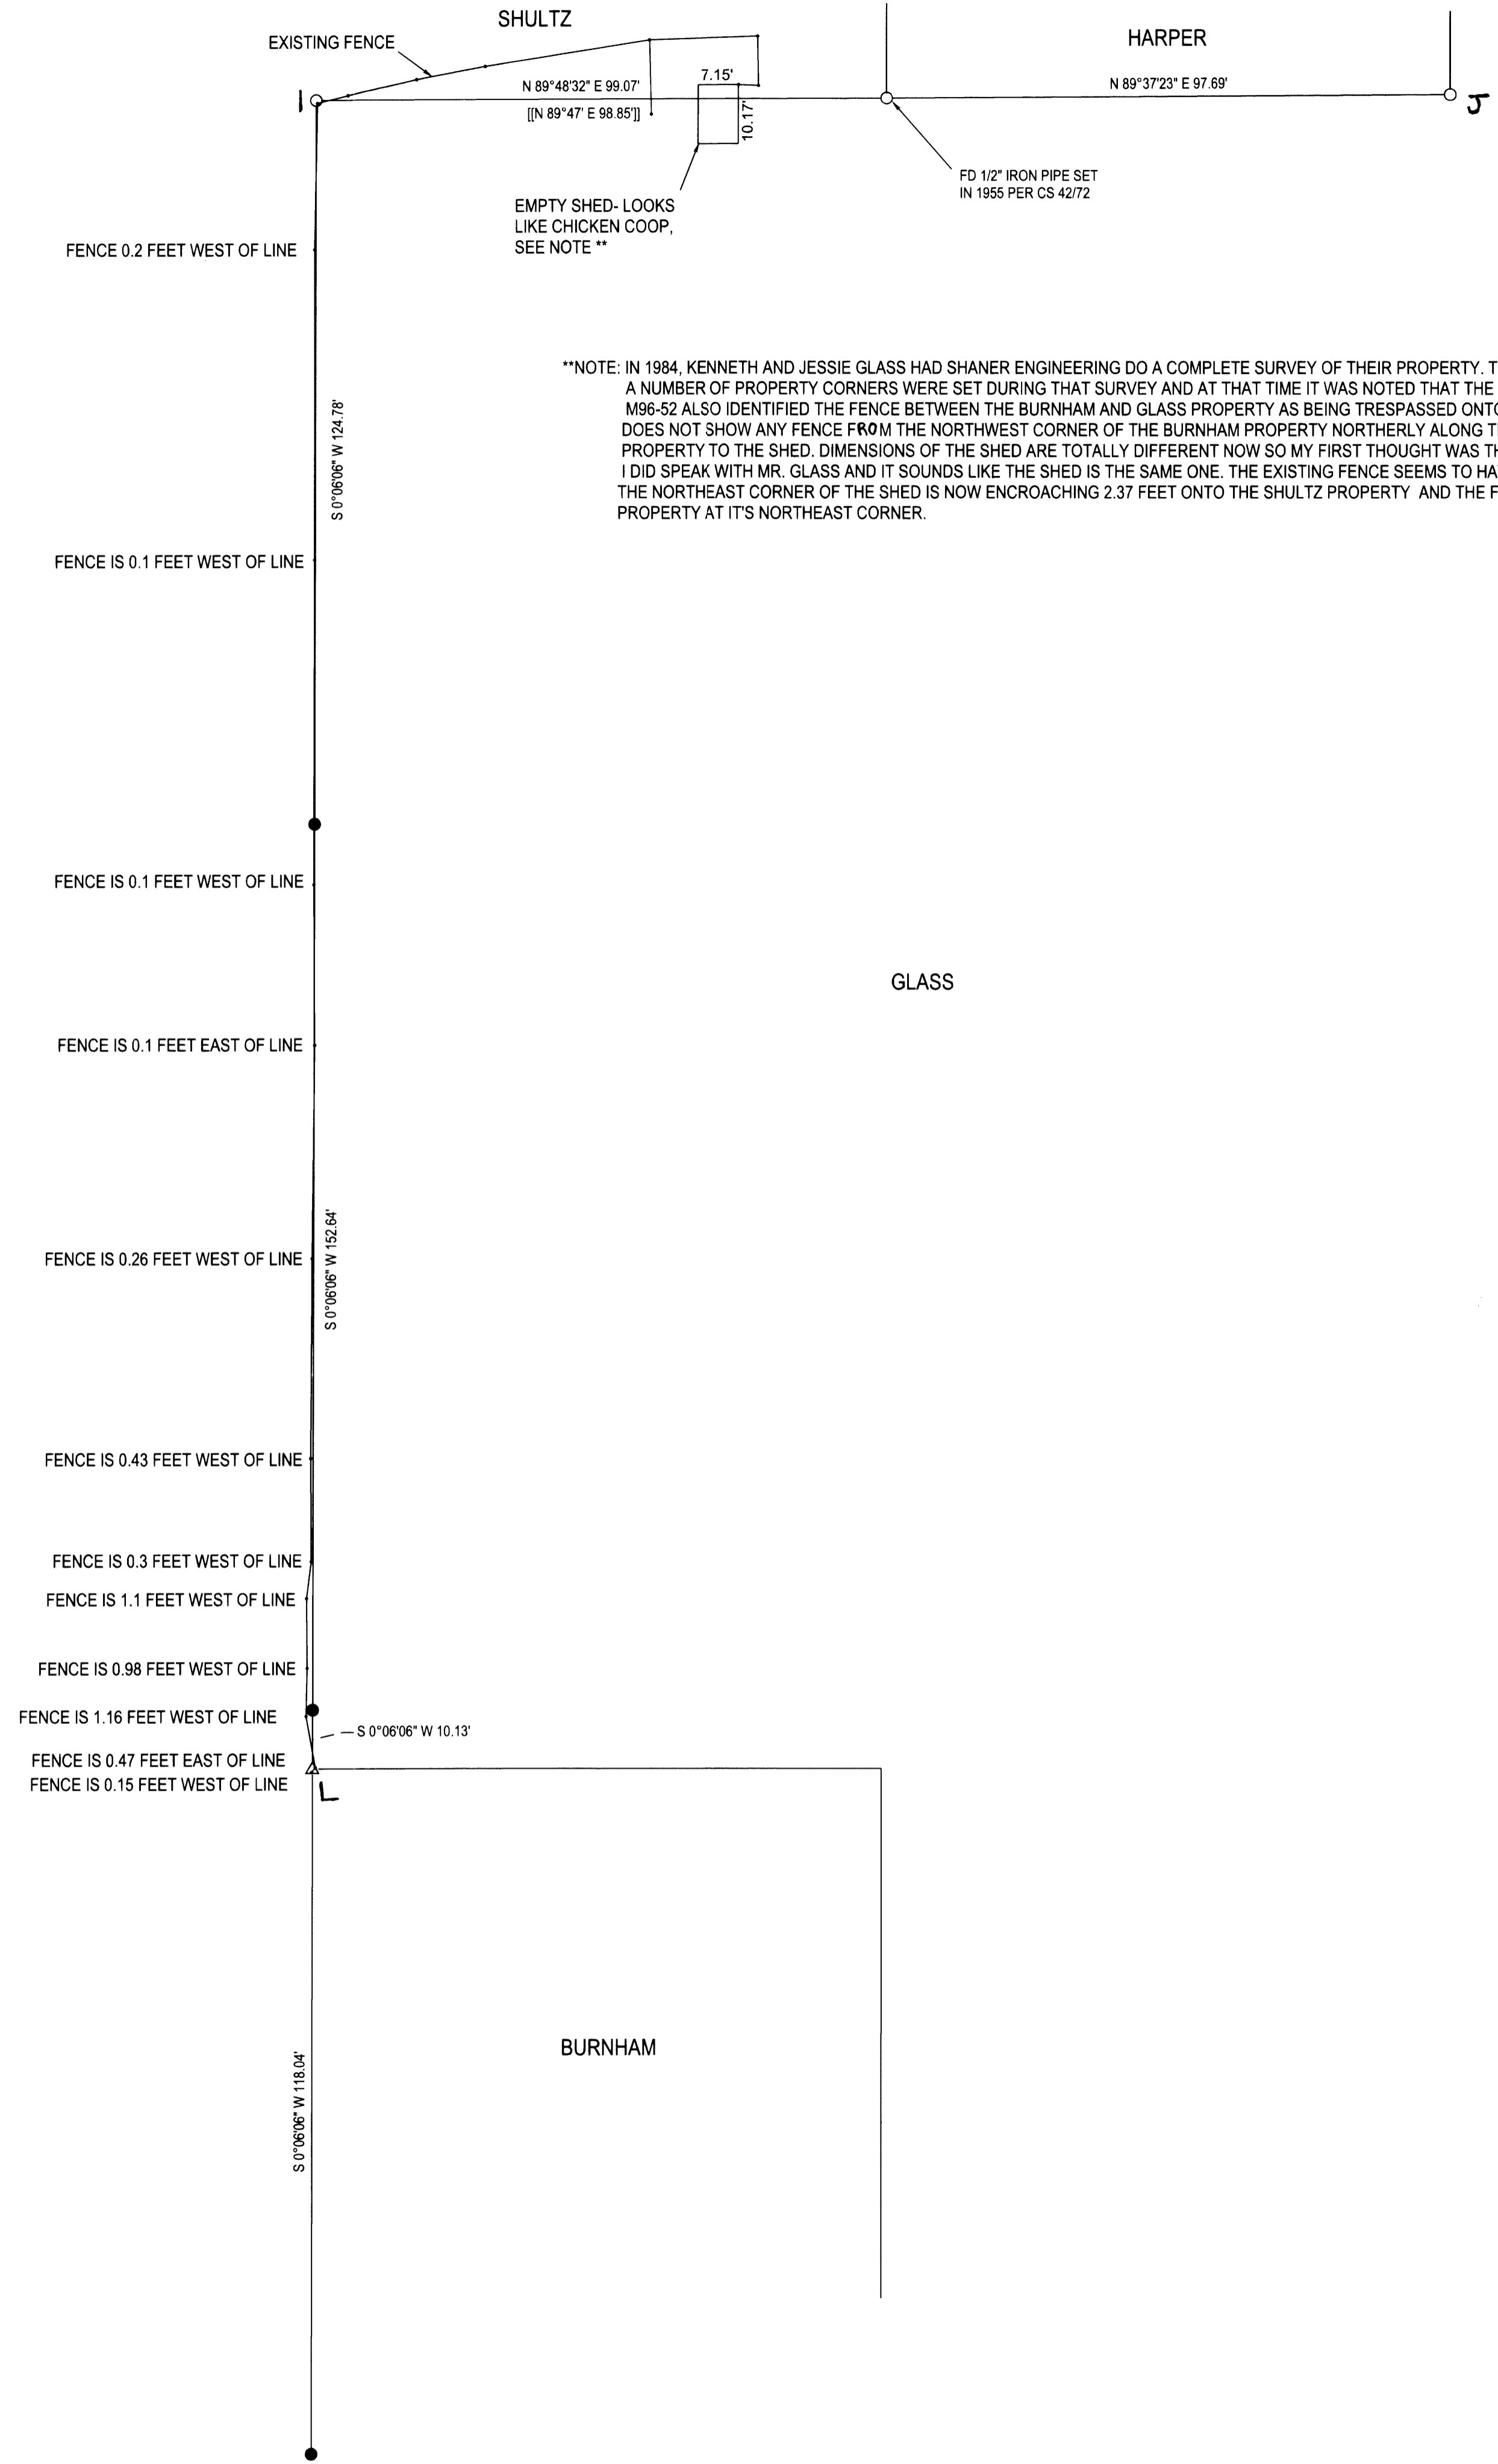 SHULTZ
EXISTING FENCE
HARPER
7.15'
N 89°48'32" E 99.07'
N 89°37'23" E 97.69'
I
[[N 89°47' E 98.85']]
10.17'
J
FD 1/2" IRON PIPE SET
IN 1955 PER CS 42/72
EMPTY SHED- LOOKS
LIKE CHICKEN COOP,
SEE NOTE **
FENCE 0.2 FEET WEST OF LINE
**NOTE: IN 1984, KENNETH AND JESSIE GLASS HAD SHANER ENGINEERING DO A COMPLETE SURVEY OF THEIR PROPERTY. T
A NUMBER OF PROPERTY CORNERS WERE SET DURING THAT SURVEY AND AT THAT TIME IT WAS NOTED THAT THE
M96-52 ALSO IDENTIFIED THE FENCE BETWEEN THE BURNHAM AND GLASS PROPERTY AS BEING TRESPASSED ONTO
DOES NOT SHOW ANY FENCE FROM THE NORTHWEST CORNER OF THE BURNHAM PROPERTY NORTHERLY ALONG T
PROPERTY TO THE SHED. DIMENSIONS OF THE SHED ARE TOTALLY DIFFERENT NOW SO MY FIRST THOUGHT WAS TH
I DID SPEAK WITH MR. GLASS AND IT SOUNDS LIKE THE SHED IS THE SAME ONE. THE EXISTING FENCE SEEMS TO HA
THE NORTHEAST CORNER OF THE SHED IS NOW ENCROACHING 2.37 FEET ONTO THE SHULTZ PROPERTY AND THE F
PROPERTY AT IT'S NORTHEAST CORNER.
S 0°06'06" W 124.78'
FENCE IS 0.1 FEET WEST OF LINE
FENCE IS 0.1 FEET WEST OF LINE
GLASS
FENCE IS 0.1 FEET EAST OF LINE
S 0°06'06" W 152.64'
FENCE IS 0.26 FEET WEST OF LINE
FENCE IS 0.43 FEET WEST OF LINE
FENCE IS 0.3 FEET WEST OF LINE
FENCE IS 1.1 FEET WEST OF LINE
FENCE IS 0.98 FEET WEST OF LINE
FENCE IS 1.16 FEET WEST OF LINE
S 0°06'06" W 10.13'
FENCE IS 0.47 FEET EAST OF LINE
FENCE IS 0.15 FEET WEST OF LINE
L
BURNHAM
S 0°06'06" W 118.04'